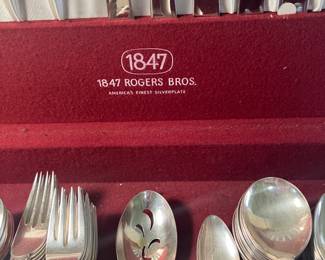 1847
1847 ROGERS BROS.
AMERICA'S FINEST SILVERPLATE